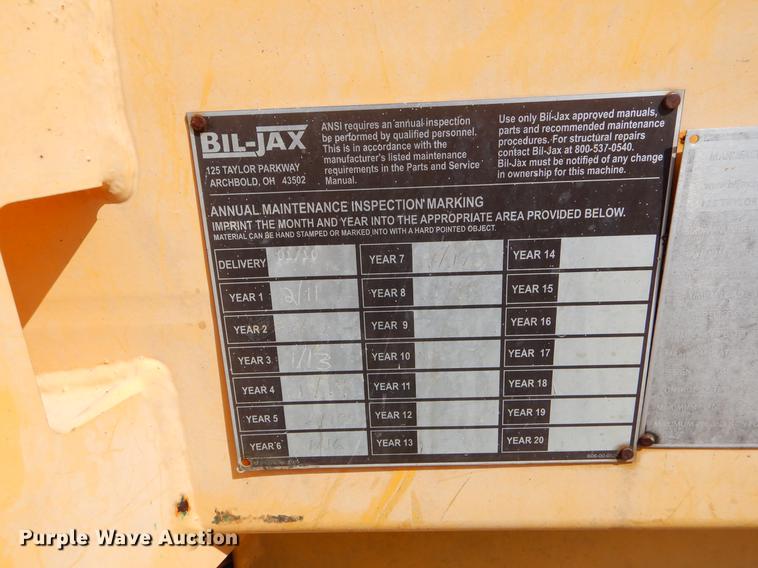 BIL-JAX
125 TAYLOR PARKWAY
ARCHBOLD, OH 43502
ANSI requires an annual inspection
be performed by qualified personnel.
This is in accordance with the
manufacturer's listed maintenance
requirements in the Parts and Service
Manual.
Use only Bil-Jax approved manuals,
parts and recommended maintenance
procedures. For structural repairs
contact Bil-Jax at 800-537-0540.
Bil-Jax must be notified of any change
in ownership for this machine.
ANNUAL MAINTENANCE INSPECTION MARKING
IMPRINT THE MONTH AND YEAR INTO THE APPROPRIATE AREA PROVIDED BELOW.
MATERIAL CAN BE HAND STAMPED OR MARKED INTO WITH A HARD POINTED OBJECT.
DELIVERY
YEAR 1 2/11
YEAR 2
YEAR 3 1/13
YEAR 4
YEAR 5
YEAR 6
YEAR 7
YEAR 8
YEAR 9
YEAR 10
YEAR 11
YEAR 12
YEAR 13
YEAR 14
YEAR 15
YEAR 16
YEAR 17
YEAR 18
YEAR 19
YEAR 20
Purple Wave Auction